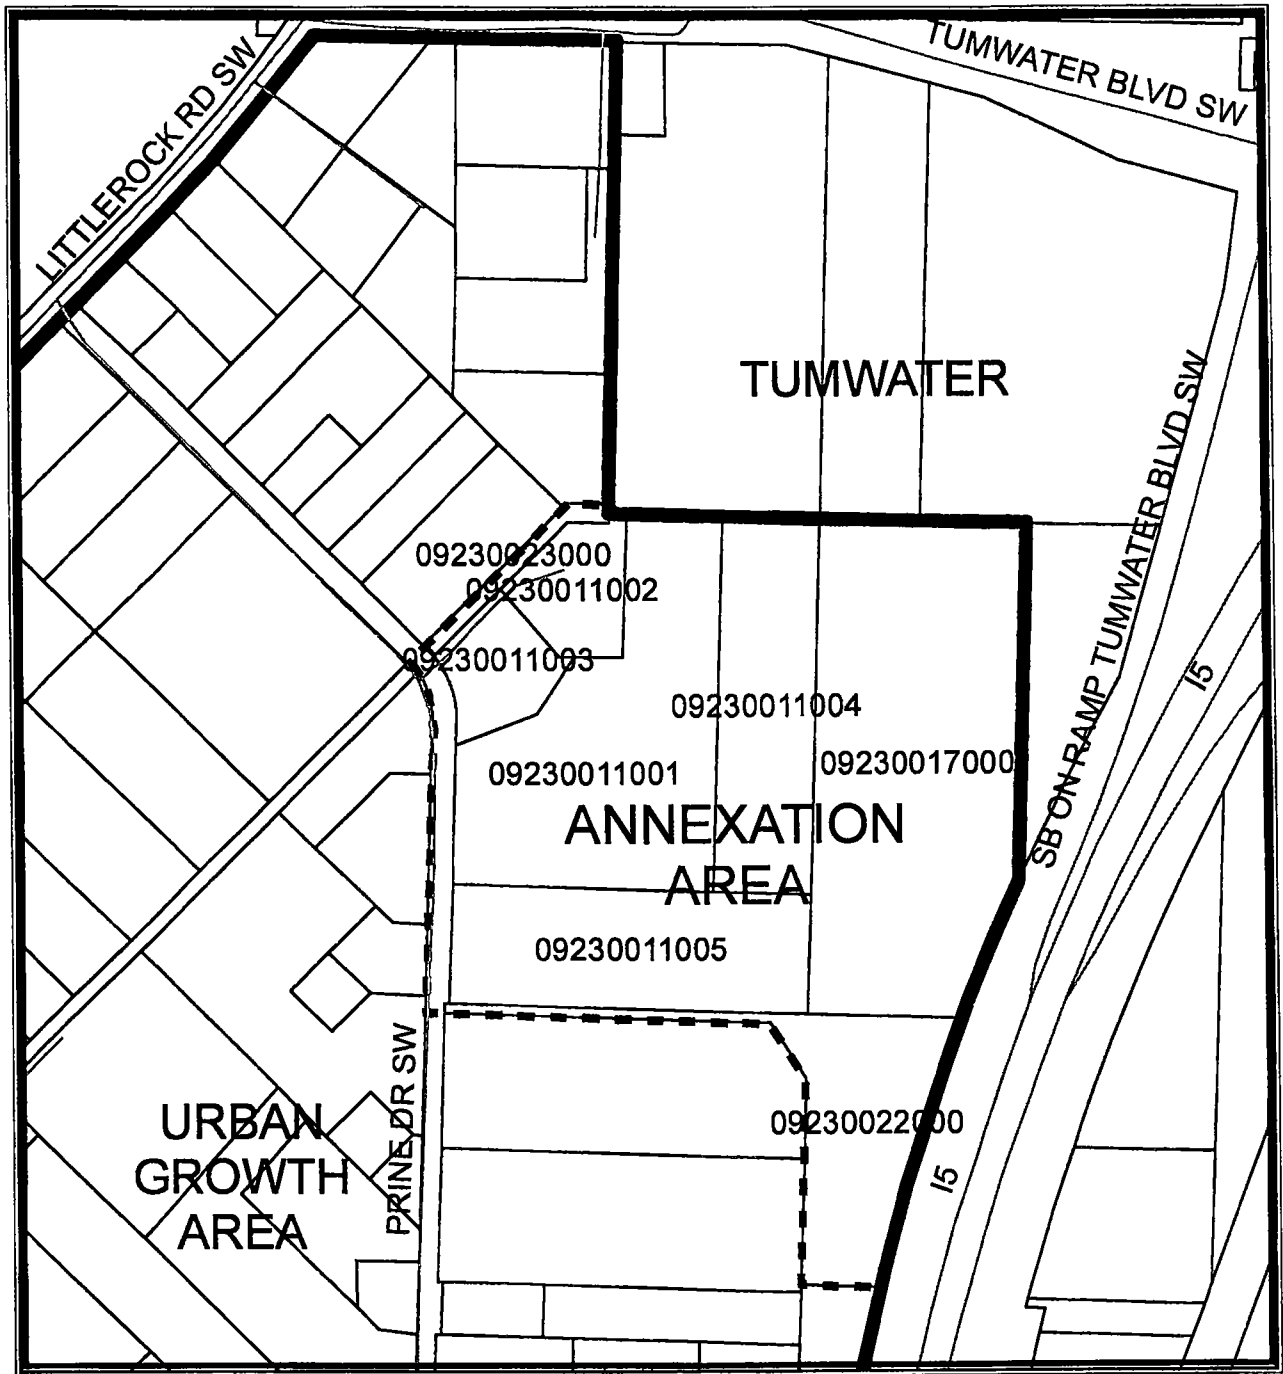 TUMWATER BLVD SW
LITTLEROCK RD SW
TUMWATER
SB ON RAMP TUMWATER BLVD SW
09230023000
09230011002
09230011003
I5
09230011004
09230017000
09230011001
ANNEXATION
AREA
09230011005
PRINE DR SW
URBAN
GROWTH
AREA
09230022000
I5